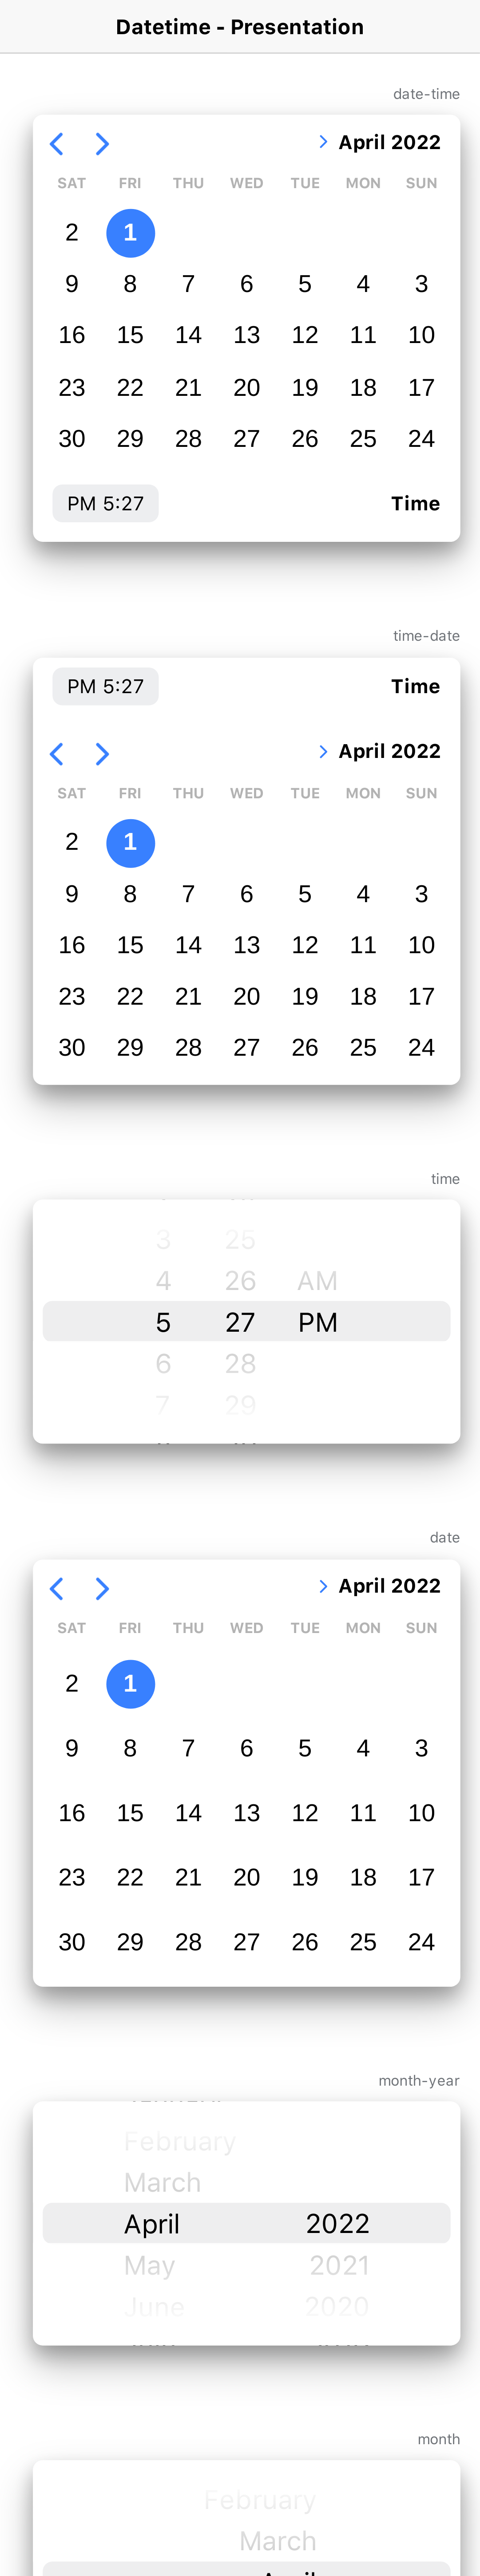 Datetime - Presentation
date-time
April 2022
SAT FRI THU WED TUE MON SUN
2 1
9 8 7 6 5 4 3
16 15 14 13 12 11 10
23 22 21 20 19 18 17
30 29 28 27 26 25 24
PM 5:27 Time
time-date
PM 5:27 Time
April 2022
SAT FRI THU WED TUE MON SUN
2 1
9 8 7 6 5 4 3
16 15 14 13 12 11 10
23 22 21 20 19 18 17
30 29 28 27 26 25 24
time
3 25
4 26 AM
5 27 PM
6 28
7 29
date
April 2022
SAT FRI THU WED TUE MON SUN
2 1
9 8 7 6 5 4 3
16 15 14 13 12 11 10
23 22 21 20 19 18 17
30 29 28 27 26 25 24
month-year
February
March
April 2022
May 2021
June 2020
month
February
March